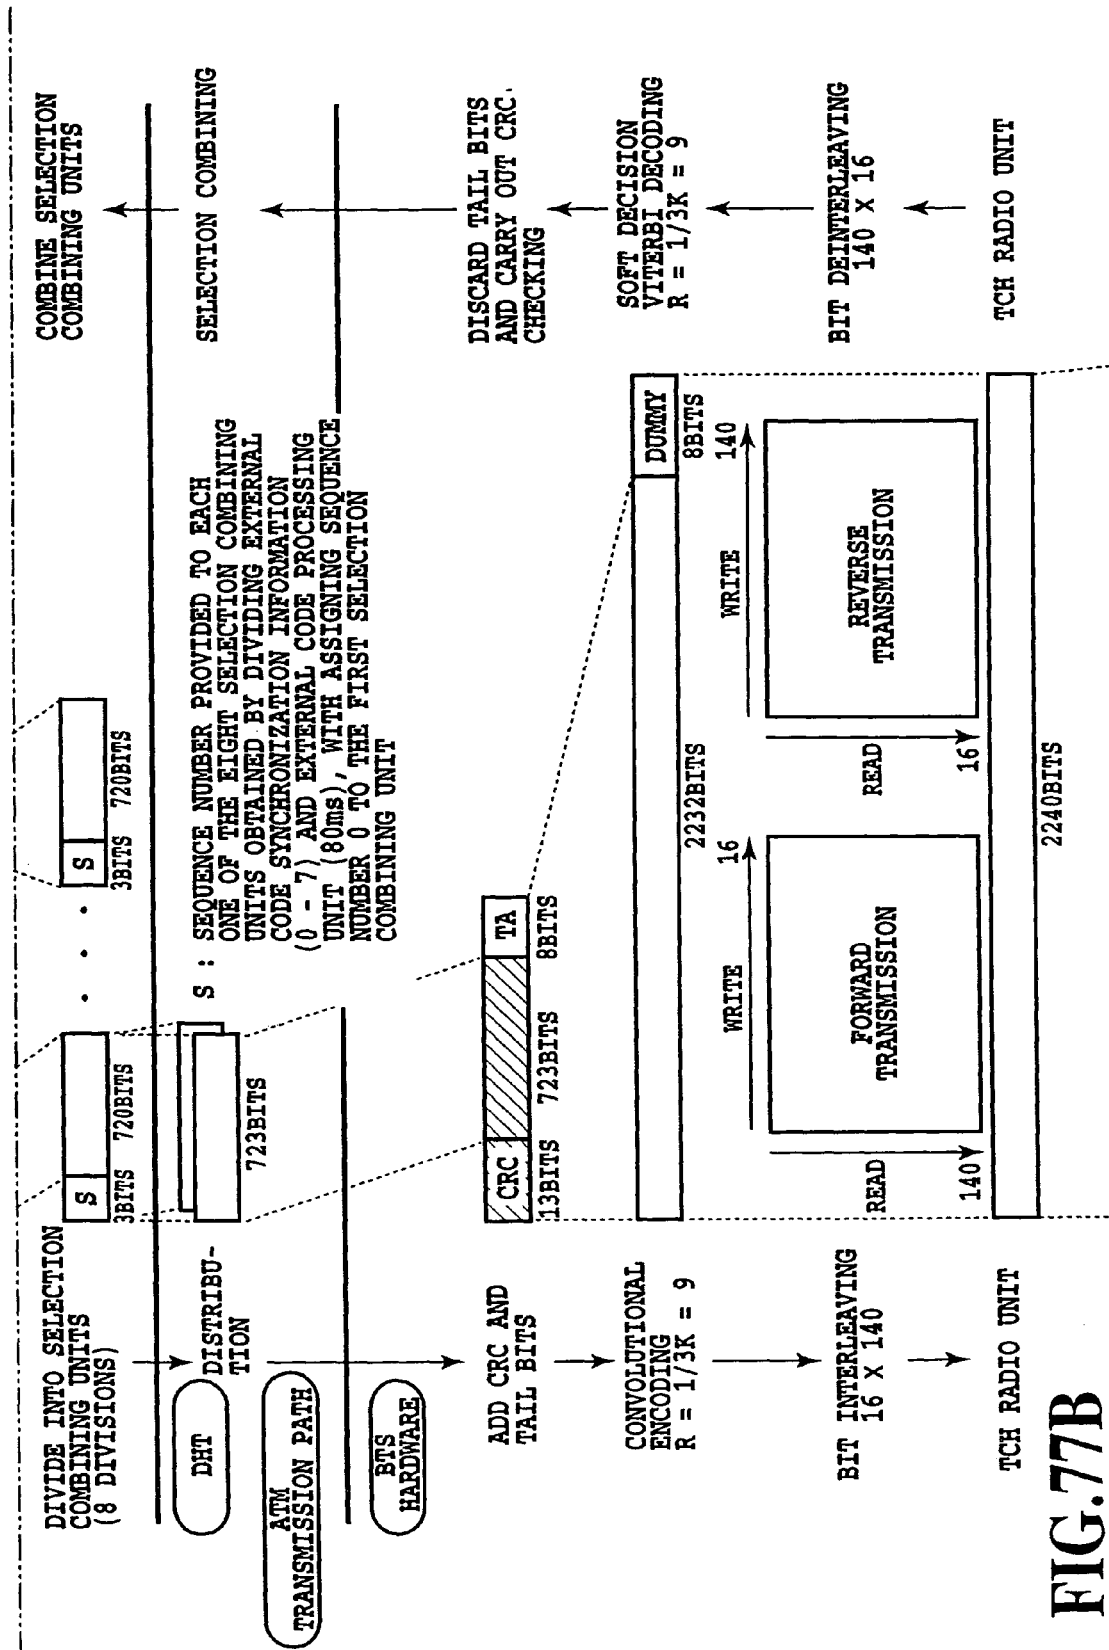 DIVIDE INTO SELECTION
COMBINING UNITS
(8 DIVISIONS)
S
3BITS
720BITS
• • •
S
3BITS
720BITS
COMBINE SELECTION
COMBINING UNITS
DHT
DISTRIBU-
TION
723BITS
S : SEQUENCE NUMBER PROVIDED TO EACH
ONE OF THE EIGHT SELECTION COMBINING
UNITS OBTAINED BY DIVIDING EXTERNAL
CODE SYNCHRONIZATION INFORMATION
(0 - 7) AND EXTERNAL CODE PROCESSING
UNIT (80ms), WITH ASSIGNING SEQUENCE
NUMBER 0 TO THE FIRST SELECTION
COMBINING UNIT
SELECTION COMBINING
ATM
TRANSMISSION PATH
BTS
HARDWARE
ADD CRC AND
TAIL BITS
CRC
TA
13BITS
723BITS
8BITS
DISCARD TAIL BITS
AND CARRY OUT CRC
CHECKING
CONVOLUTIONAL
ENCODING
R = 1/3K = 9
DUMMY
2232BITS
8BITS
SOFT DECISION
VITERBI DECODING
R = 1/3K = 9
BIT INTERLEAVING
16 X 140
WRITE
16
READ
140
FORWARD
TRANSMISSION
WRITE
140
READ
16
REVERSE
TRANSMISSION
BIT DEINTERLEAVING
140 X 16
TCH RADIO UNIT
2240BITS
TCH RADIO UNIT
FIG.77B